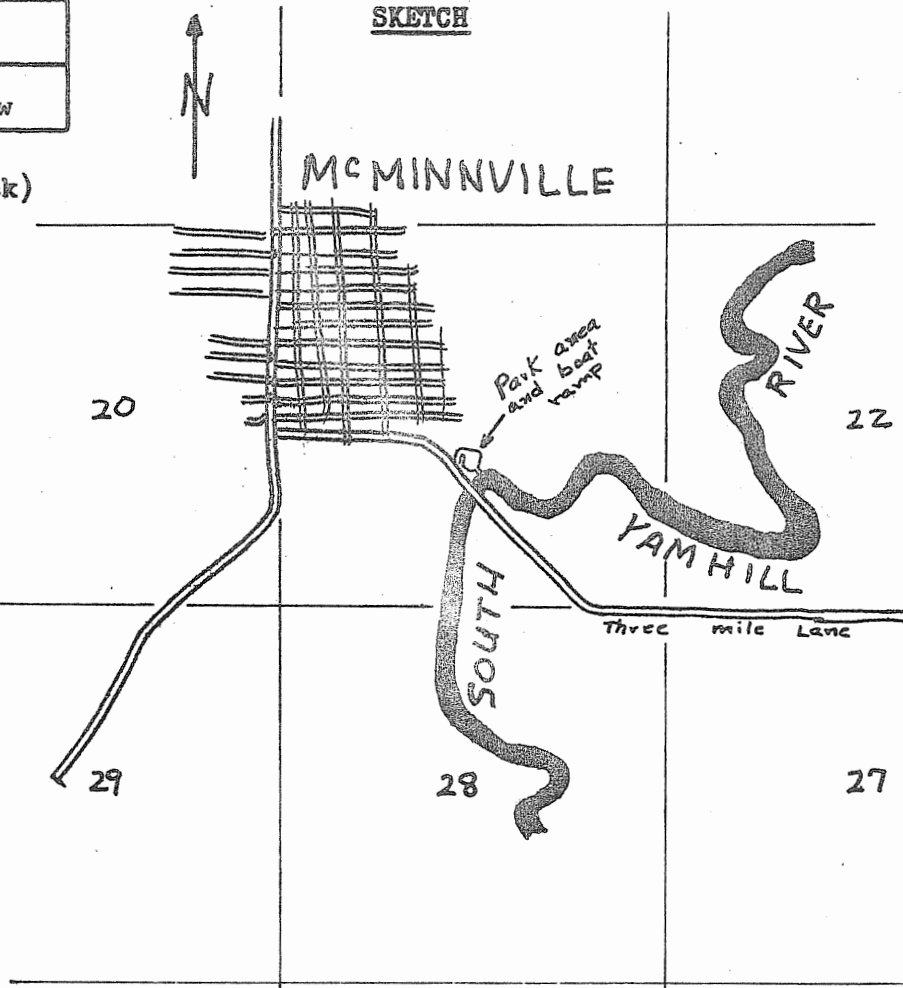 SKETCH
W
k)
N
McMINNVILLE
RIVER
Park area
and boat
ramp
20
22
YAMHILL
SOUTH
Three mile Lane
29
28
27